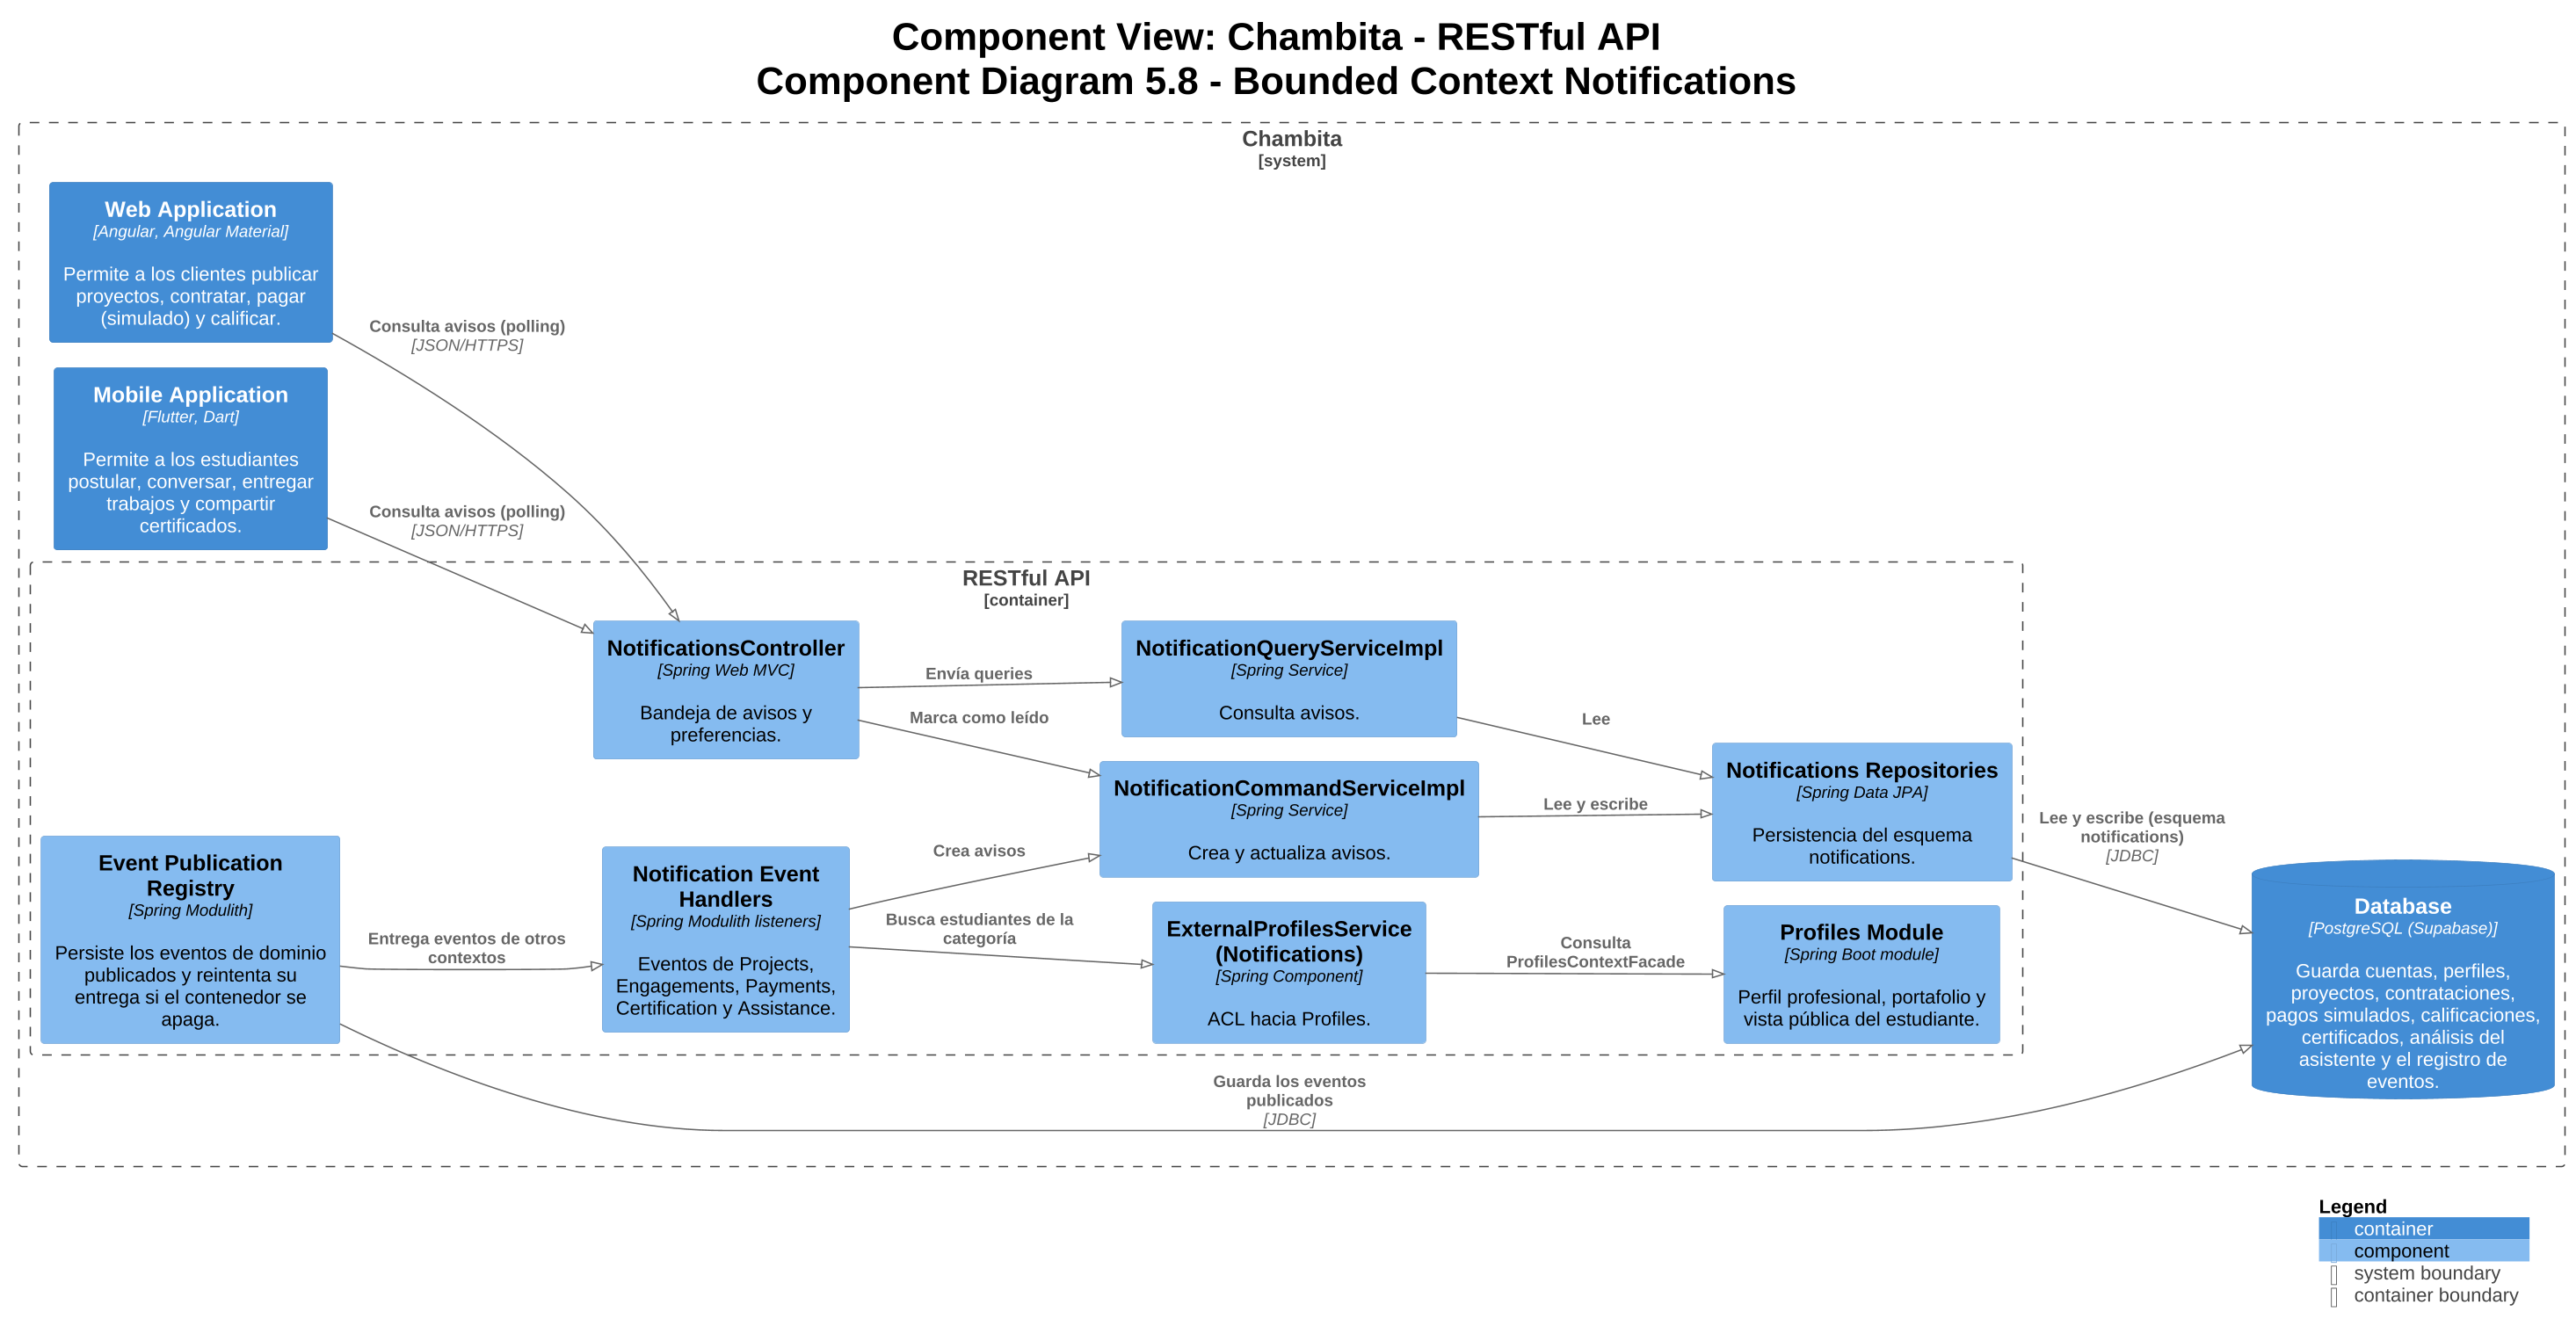 Component View: Chambita - RESTful API
Component Diagram 5.8 - Bounded Context Notifications
Chambita
[system]
Web Application
[Angular, Angular Material]
Permite a los clientes publicar
proyectos, contratar, pagar
(simulado) y calificar.
Consulta avisos (polling)
[JSON/HTTPS]
Mobile Application
[Flutter, Dart]
Permite a los estudiantes
postular, conversar, entregar
trabajos y compartir
certificados.
Consulta avisos (polling)
[JSON/HTTPS]
RESTful API
[container]
NotificationsController
[Spring Web MVC]
Bandeja de avisos y
preferencias.
Envía queries
Marca como leído
NotificationQueryServiceImpl
[Spring Service]
Consulta avisos.
Lee
NotificationCommandServiceImpl
[Spring Service]
Crea y actualiza avisos.
Lee y escribe
Notifications Repositories
[Spring Data JPA]
Persistencia del esquema
notifications.
Lee y escribe (esquema
notifications)
[JDBC]
Event Publication
Registry
[Spring Modulith]
Persiste los eventos de dominio
publicados y reintenta su
entrega si el contenedor se
apaga.
Entrega eventos de otros
contextos
Notification Event
Handlers
[Spring Modulith listeners]
Eventos de Projects,
Engagements, Payments,
Certification y Assistance.
Crea avisos
Busca estudiantes de la
categoría
ExternalProfilesService
(Notifications)
[Spring Component]
ACL hacia Profiles.
Consulta
ProfilesContextFacade
Profiles Module
[Spring Boot module]
Perfil profesional, portafolio y
vista pública del estudiante.
Database
[PostgreSQL (Supabase)]
Guarda cuentas, perfiles,
proyectos, contrataciones,
pagos simulados, calificaciones,
certificados, análisis del
asistente y el registro de
eventos.
Guarda los eventos
publicados
[JDBC]
Legend
container
component
system boundary
container boundary